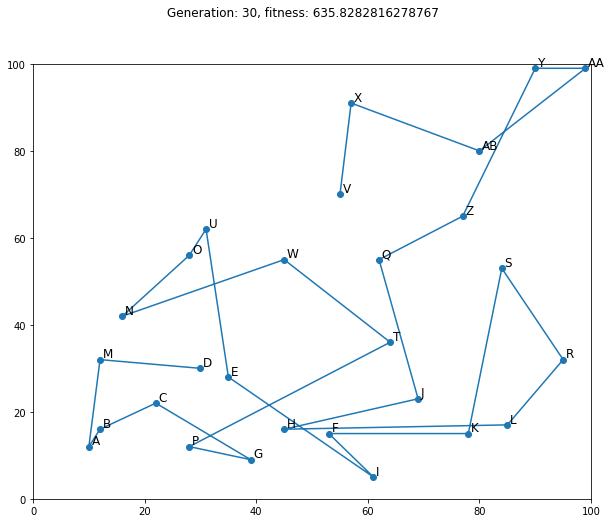 Generation: 30, fitness: 635.8282816278767
100
80
60
40
20
0
0
20
40
60
80
100
Y
AA
X
AB
V
Z
U
O
W
Q
S
N
T
M
D
E
R
C
J
B
H
F
K
L
A
P
G
I